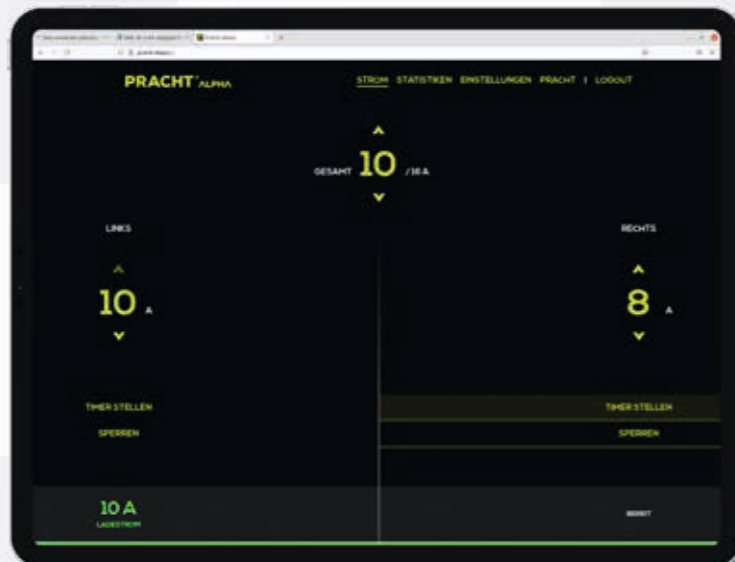 PRACHT ALPHA
STROM STATISTIKEN EINSTELLUNGEN PRACHT | LOGOUT
GESAMT 10 / 10 A
LINKS
RECHTS
10 A
8 A
TIMER STELLEN
TIMER STELLEN
SPERREN
SPERREN
10 A
LADESTROM
BEREIT